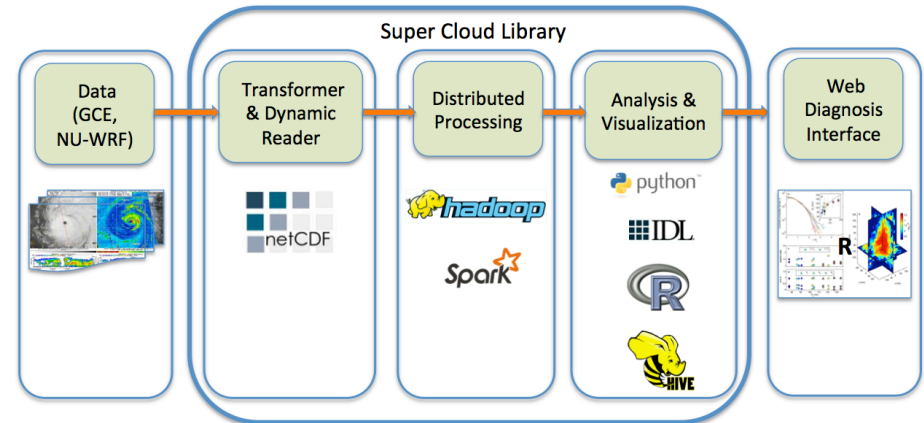 Super Cloud Library
Data
(GCE,
NU-WRF)
Transformer
& Dynamic
Reader
Distributed
Processing
Analysis &
Visualization
Web
Diagnosis
Interface
netCDF
hadoop
Spark
python™
IDL
R
HIVE
R